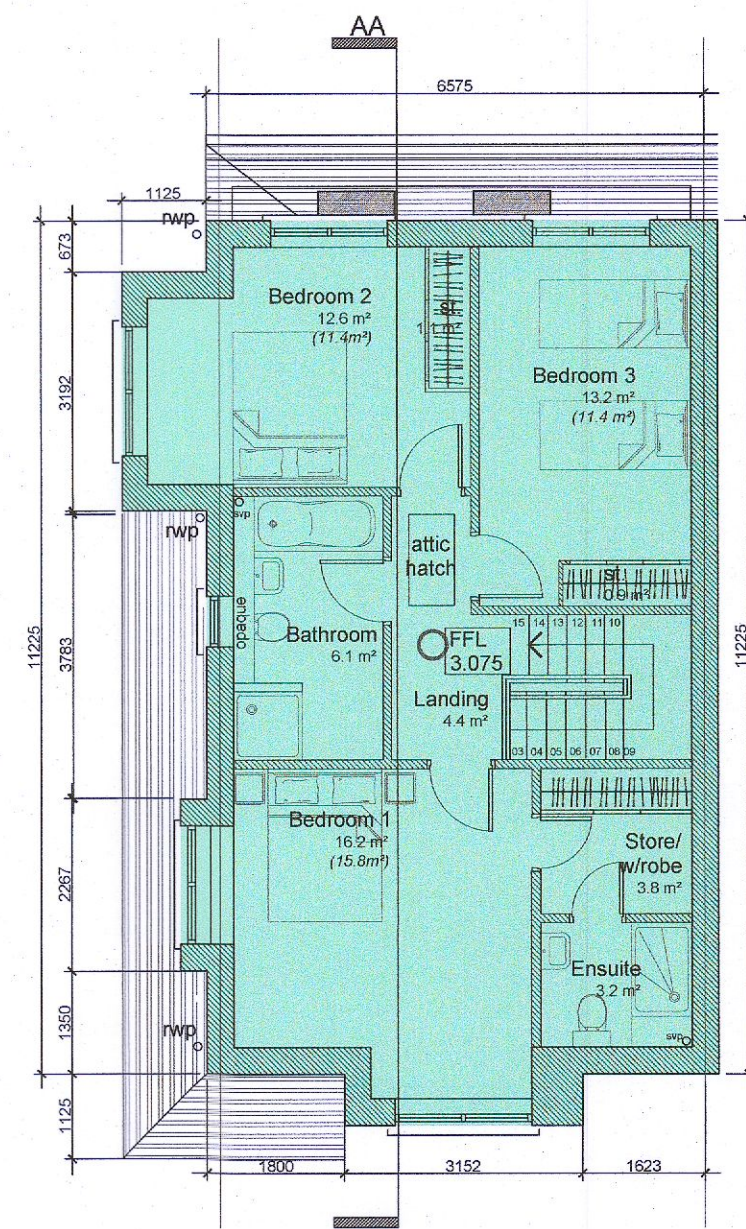 AA
6575
1125
rwp
673
Bedroom 2
12.6 m²
(11.4m²)
st
1.1 m²
Bedroom 3
13.2 m²
(11.4 m²)
3192
rwp
svp
attic
hatch
st
0.9 m²
opaque
Bathroom
6.1 m²
15 14 13 12 11 10
FFL
3.075
11225
3783
11225
Landing
4.4 m²
03 04 05 06 07 08 09
Bedroom 1
16.2 m²
(15.8m²)
Store/
w/robe
3.8 m²
2267
Ensuite
3.2 m²
1350
rwp
svp
1125
1800
3152
1623